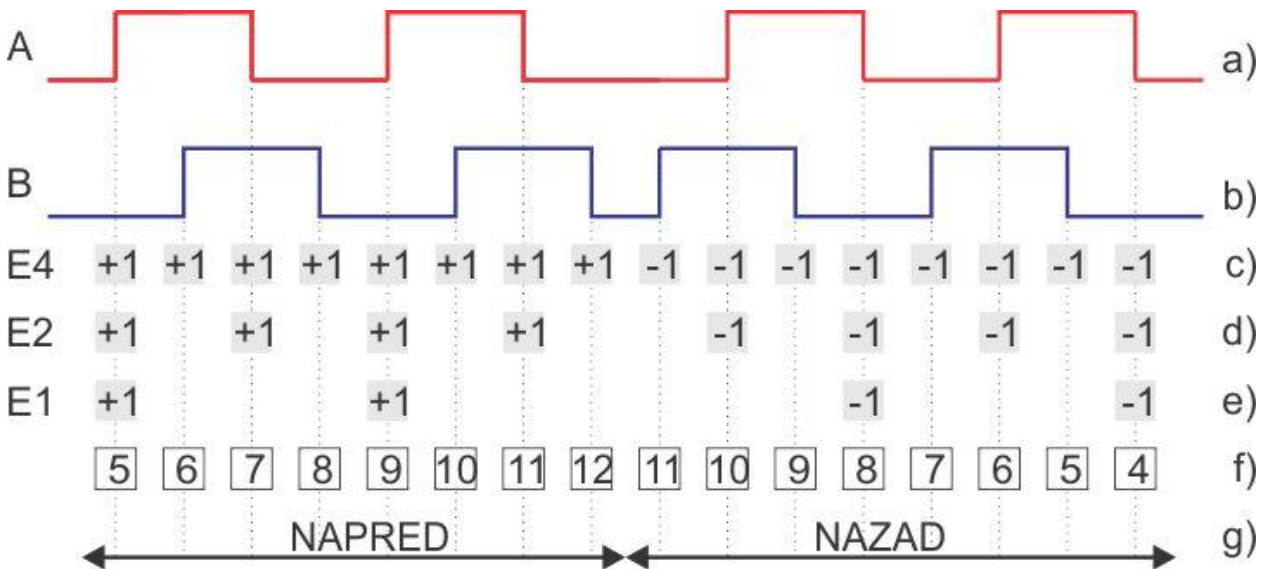 A a)
B b)
E4 +1 +1 +1 +1 +1 +1 +1 +1 -1 -1 -1 -1 -1 -1 -1 -1 c)
E2 +1 +1 +1 +1 -1 -1 -1 -1 d)
E1 +1 +1 -1 -1 e)
5 6 7 8 9 10 11 12 11 10 9 8 7 6 5 4 f)
NAPRED NAZAD g)